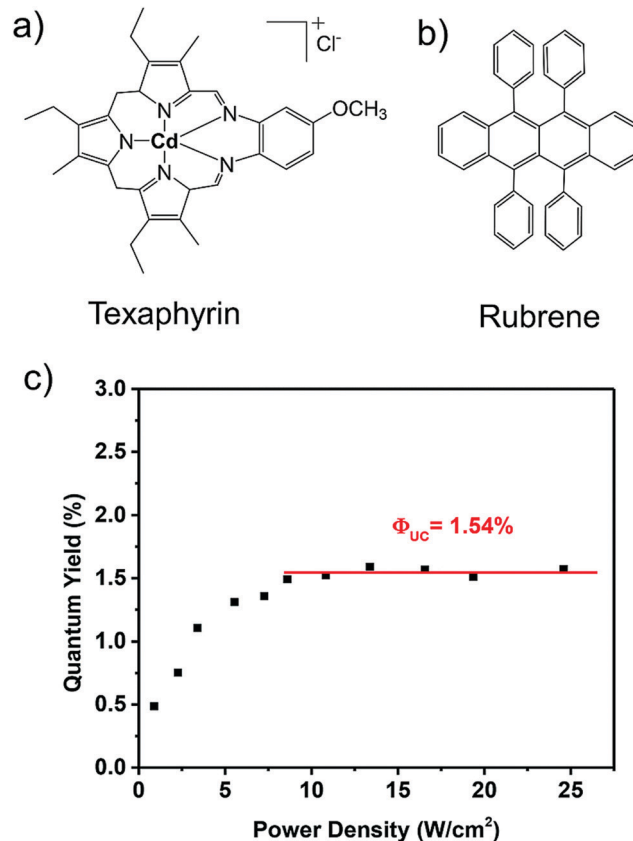 a)
+
Cl-
N
N
OCH3
N
Cd
N
N
Texaphyrin
b)
Rubrene
c)
3.0
2.5
2.0
1.5
1.0
0.5
0.0
Quantum Yield (%)
ΦUC= 1.54%
0
5
10
15
20
25
Power Density (W/cm²)